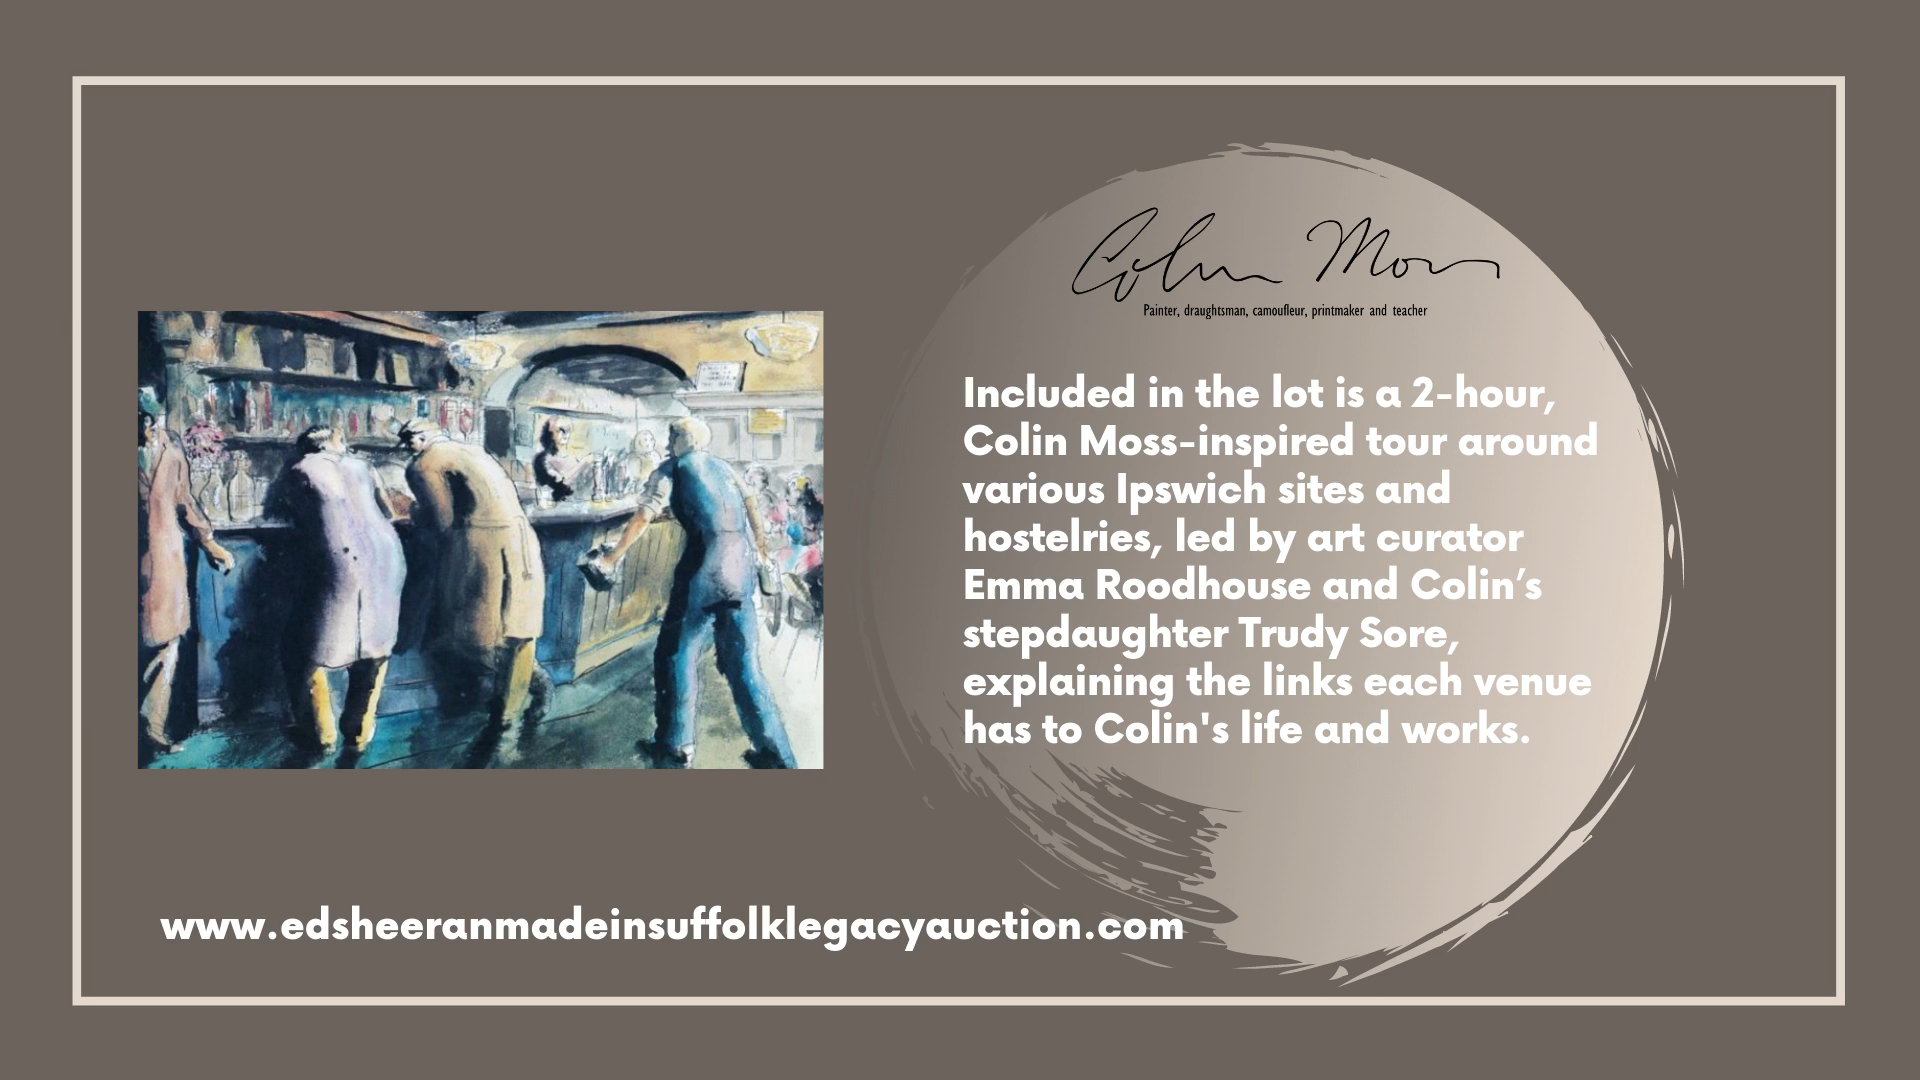 Colin Moss
Painter, draughtsman, camoufleur, printmaker and teacher
Included in the lot is a 2-hour,
Colin Moss-inspired tour around
various Ipswich sites and
hostelries, led by art curator
Emma Roodhouse and Colin’s
stepdaughter Trudy Sore,
explaining the links each venue
has to Colin's life and works.
www.edsheeranmadeinsuffolklegacyauction.com